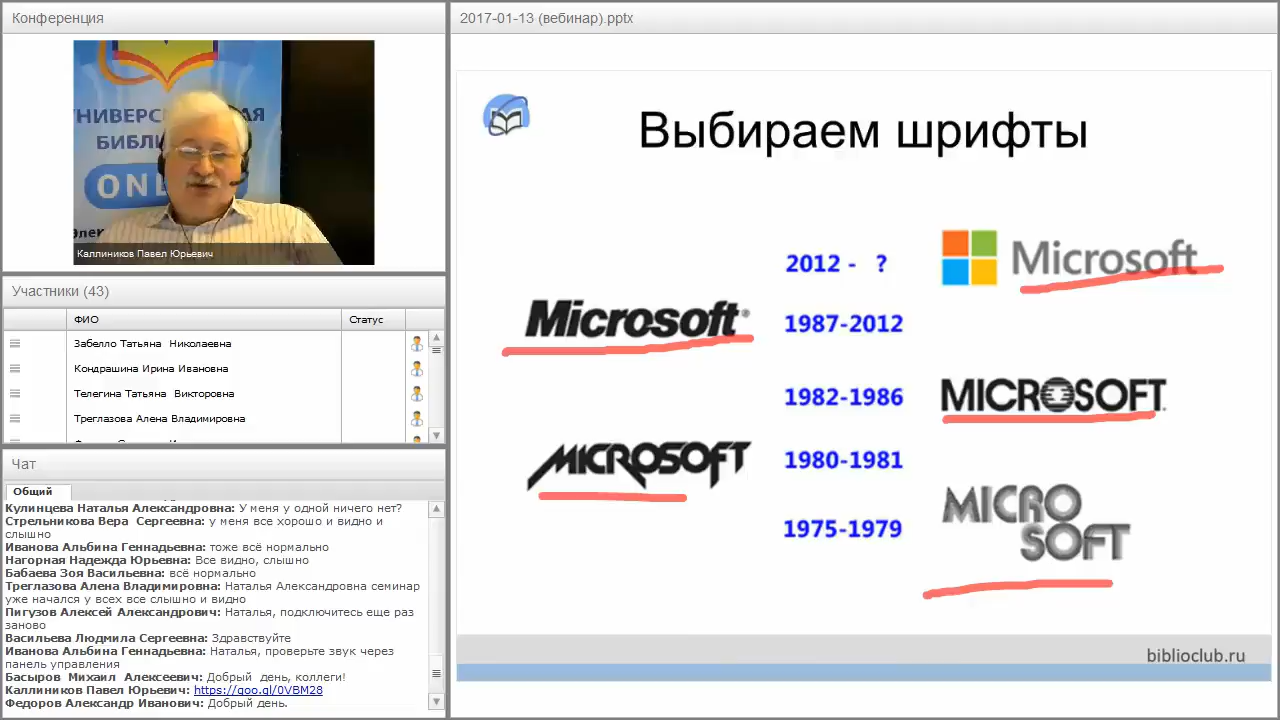 Конференция
УНИВЕРС
АЯ
БИБЛИ
ONL
Каллиников Павел Юрьевич
Участники (43)
ФИО
Статус
Забелло Татьяна Николаевна
Кондрашина Ирина Ивановна
Телегина Татьяна Викторовна
Треглазова Алена Владимировна
Чат
Общий
Кулинцева Наталья Александровна: У меня у одной ничего нет?
Стрельникова Вера Сергеевна: у меня все хорошо и видно и
слышно
Иванова Альбина Геннадьевна: тоже всё нормально
Нагорная Надежда Юрьевна: Все видно, слышно
Бабаева Зоя Васильевна: всё нормально
Треглазова Алена Владимировна: Наталья Александровна семинар
уже начался у всех все слышно и видно
Пигузов Алексей Александрович: Наталья, подключитесь еще раз
заново
Васильева Людмила Сергеевна: Здравствуйте
Иванова Альбина Геннадьевна: Наталья, проверьте звук через
панель управления
Басыров Михаил Алексеевич: Добрый день, коллеги!
Каллиников Павел Юрьевич: https://goo.gl/0VBM28
Федоров Александр Иванович: Добрый день.
2017-01-13 (вебинар).pptx
Выбираем шрифты
2012 - ?
Microsoft
Microsoft®
1987-2012
1982-1986
MICROSOFT
MICROSOFT
1980-1981
1975-1979
MICRO
SOFT
biblioclub.ru